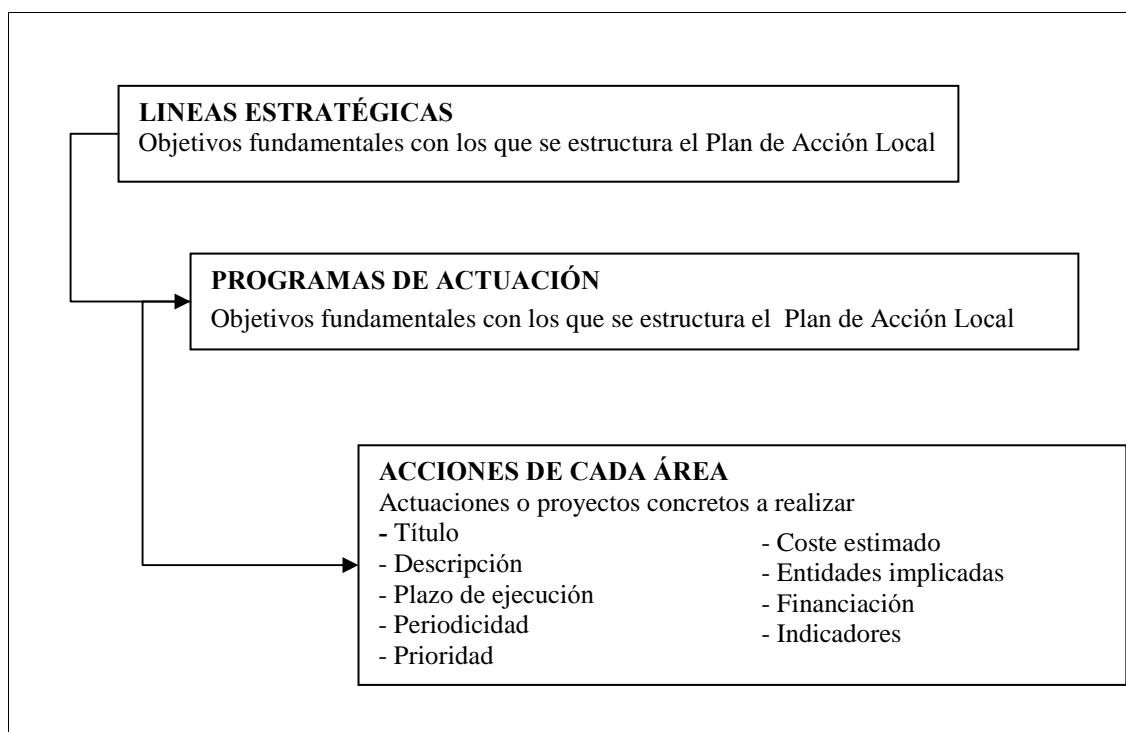 LINEAS ESTRATÉGICAS
Objetivos fundamentales con los que se estructura el Plan de Acción Local
PROGRAMAS DE ACTUACIÓN
Objetivos fundamentales con los que se estructura el Plan de Acción Local
ACCIONES DE CADA ÁREA
Actuaciones o proyectos concretos a realizar
- Título
- Descripción
- Plazo de ejecución
- Periodicidad
- Prioridad
- Coste estimado
- Entidades implicadas
- Financiación
- Indicadores